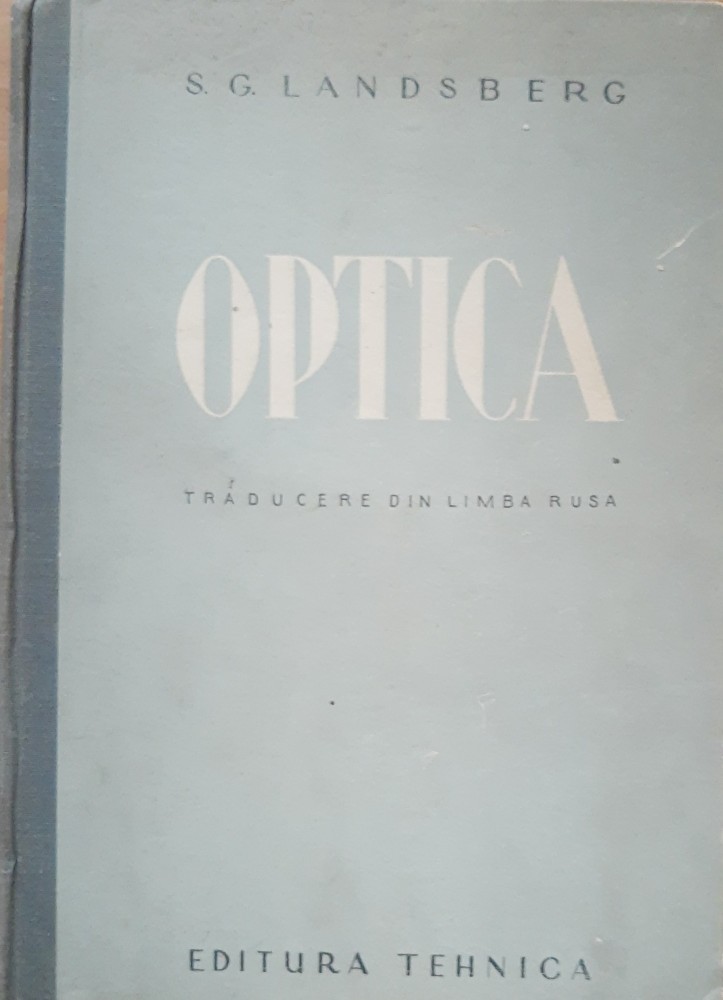 S. G. LANDSBERG
OPTICA
TRADUCERE DIN LIMBA RUSA
EDITURA TEHNICA